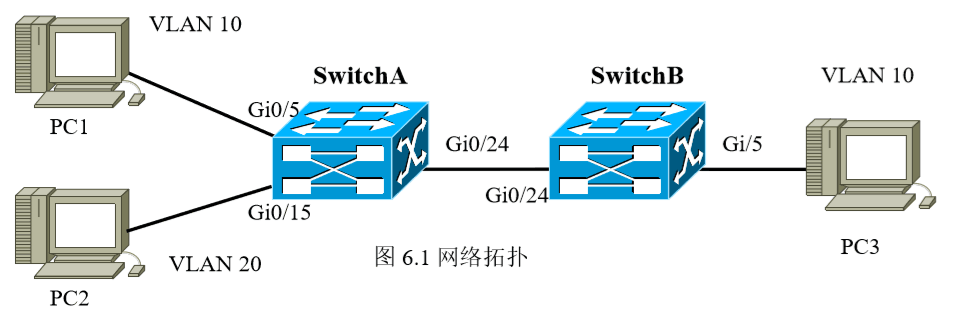 VLAN 10
PC1
Gi0/5
SwitchA
Gi0/24
SwitchB
Gi0/24
Gi/5
VLAN 10
PC3
Gi0/15
VLAN 20
PC2
图 6.1 网络拓扑